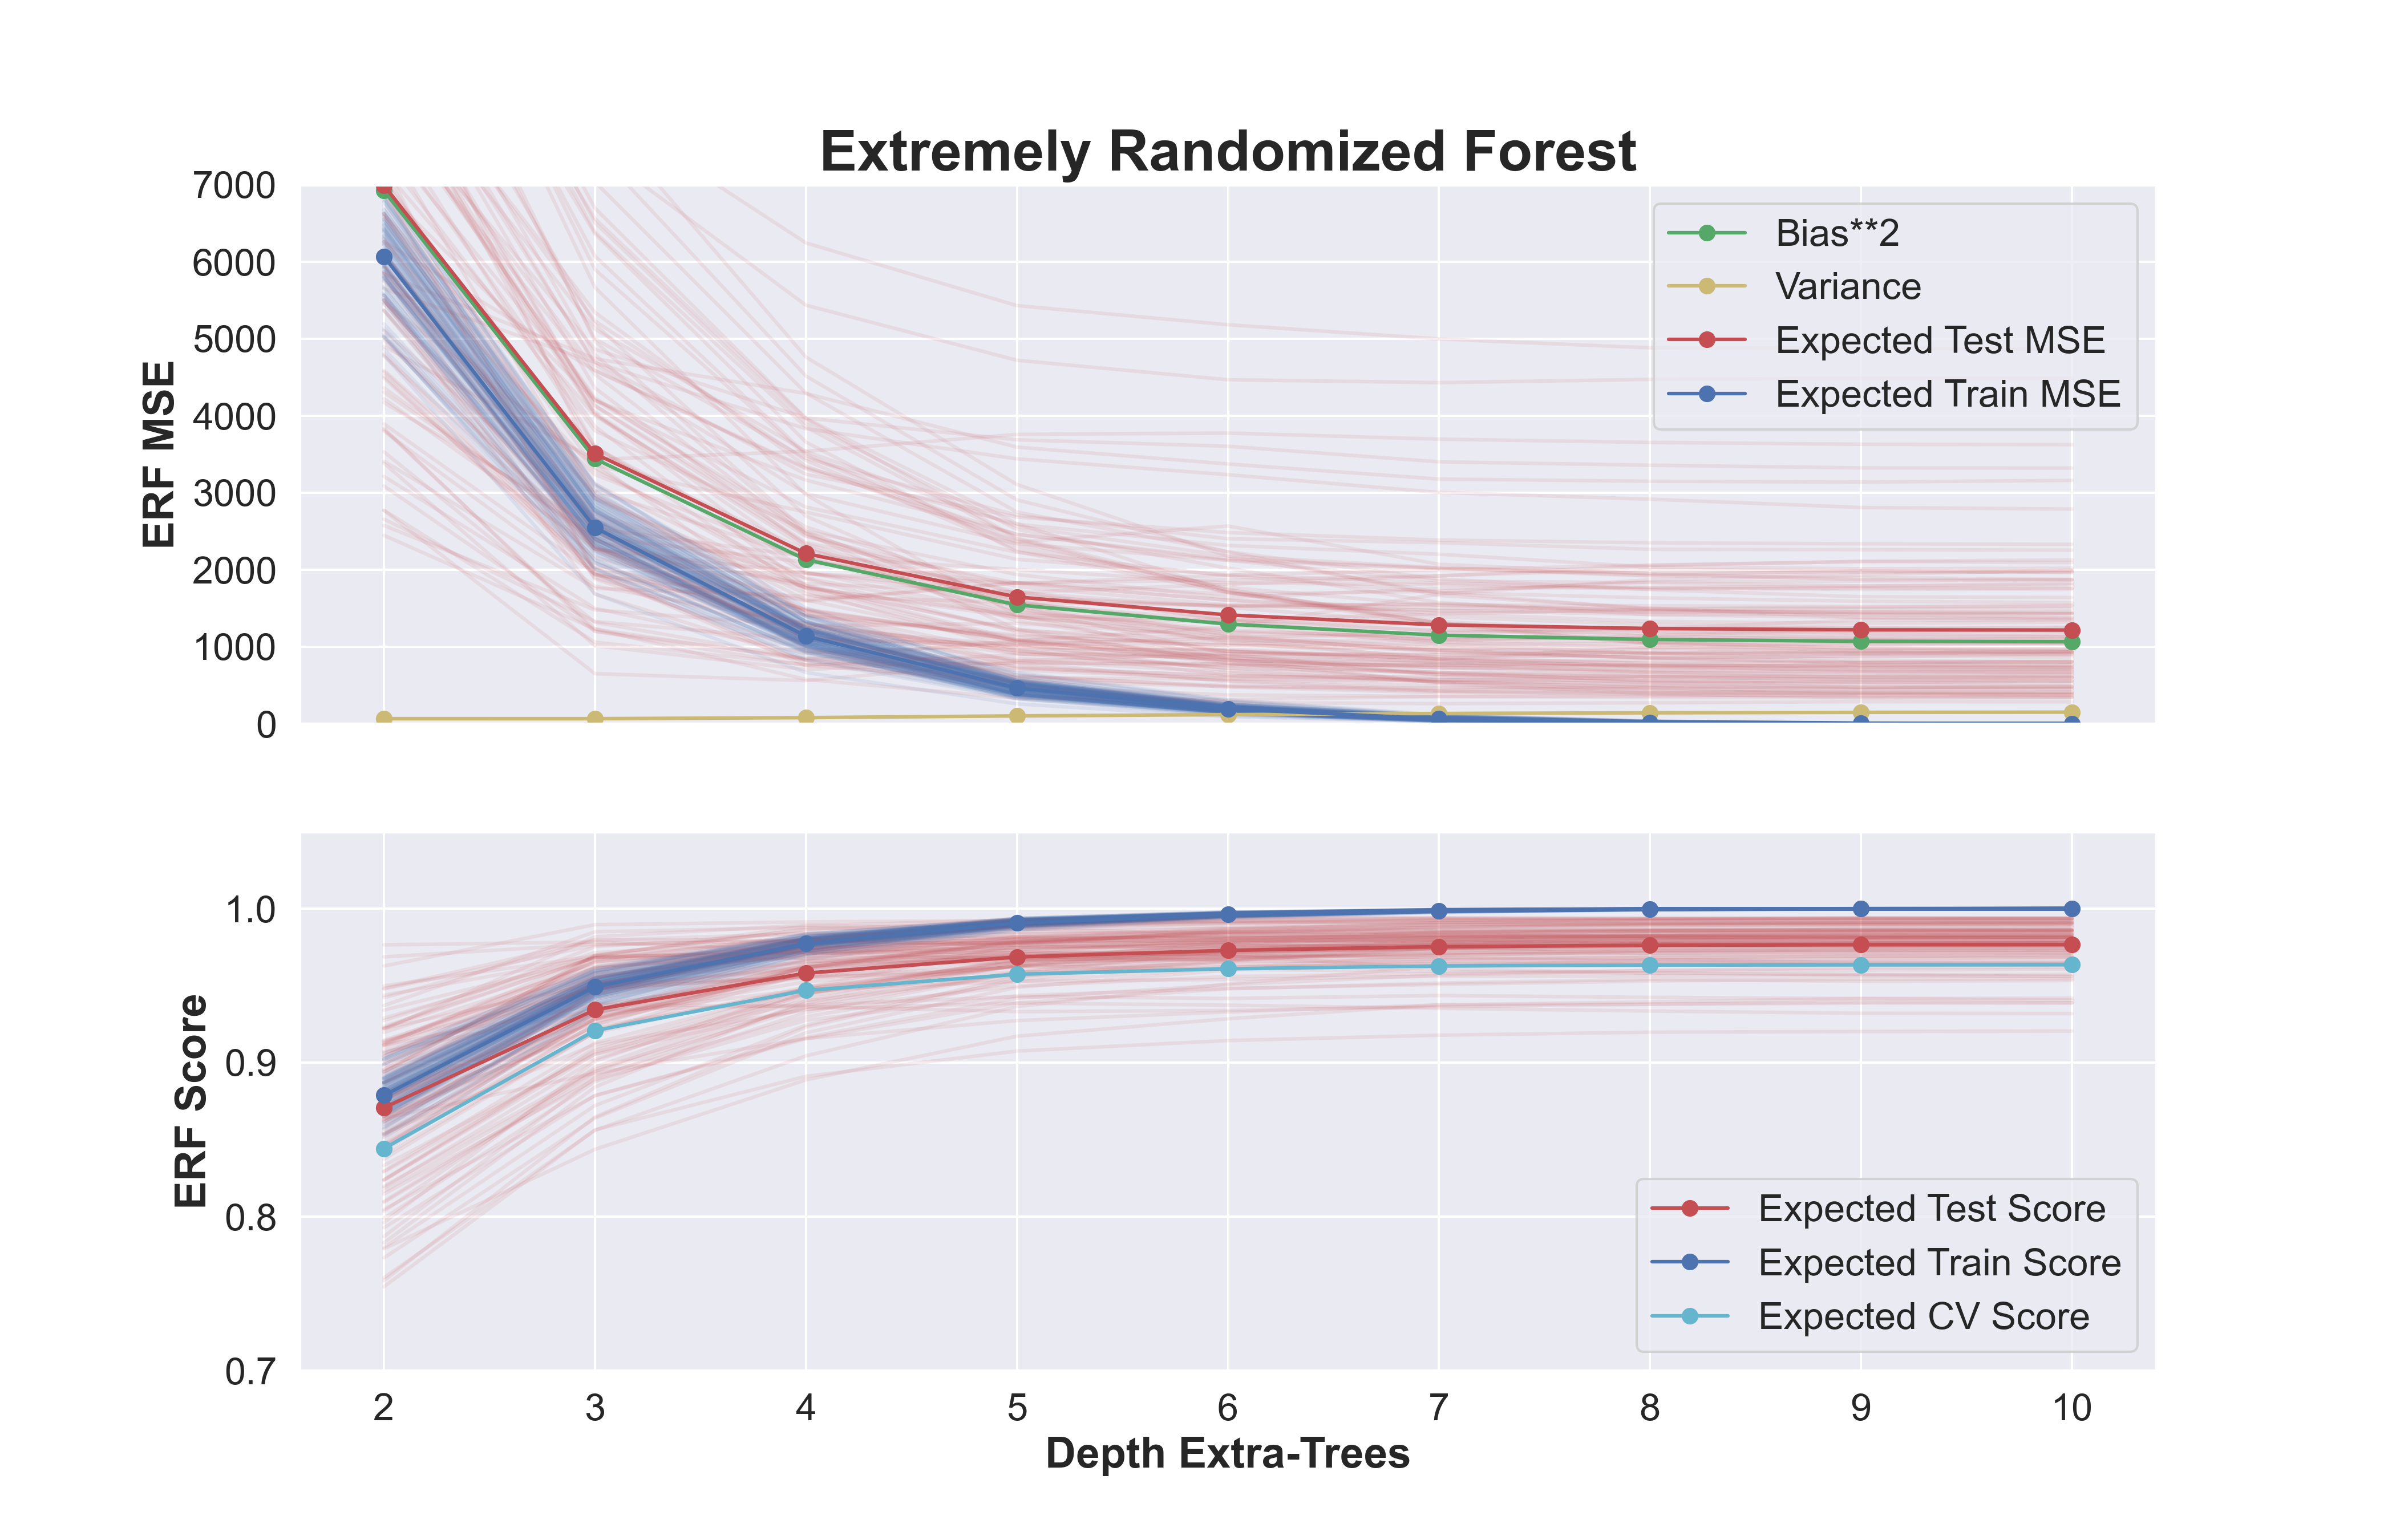 Extremely Randomized Forest
ERF MSE
7000
6000
5000
4000
3000
2000
1000
0
Bias**2
Variance
Expected Test MSE
Expected Train MSE
ERF Score
1.0
0.9
0.8
0.7
Expected Test Score
Expected Train Score
Expected CV Score
2 3 4 5 6 7 8 9 10
Depth Extra-Trees